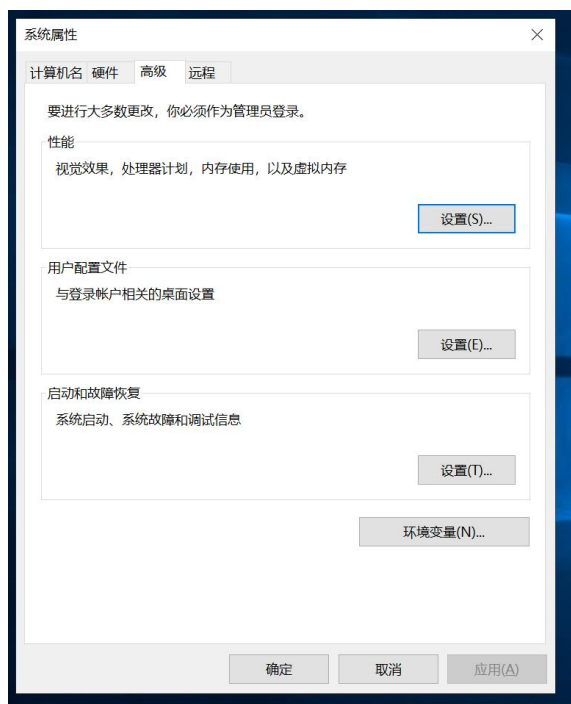 系统属性
计算机名 硬件 高级 远程
要进行大多数更改，你必须作为管理员登录。
性能
视觉效果，处理器计划，内存使用，以及虚拟内存
设置(S)...
用户配置文件
与登录帐户相关的桌面设置
设置(E)...
启动和故障恢复
系统启动、系统故障和调试信息
设置(T)...
环境变量(N)...
确定 取消 应用(A)